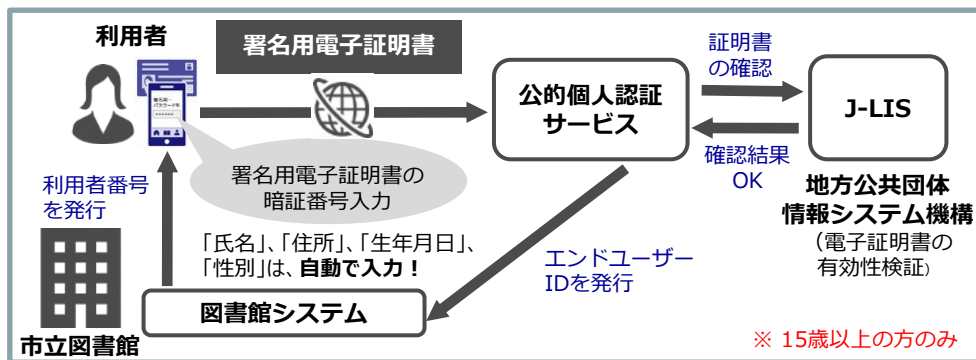 利用者
署名用電子証明書
署名用電子証明書の
暗証番号入力
公的個人認証
サービス
証明書
の確認
確認結果
OK
J-LIS
地方公共団体
情報システム機構
（電子証明書の
有効性検証）
利用者番号
を発行
「氏名」、「住所」、「生年月日」、
「性別」は、自動で入力！
エンドユーザー
IDを発行
図書館システム
市立図書館
※ 15歳以上の方のみ